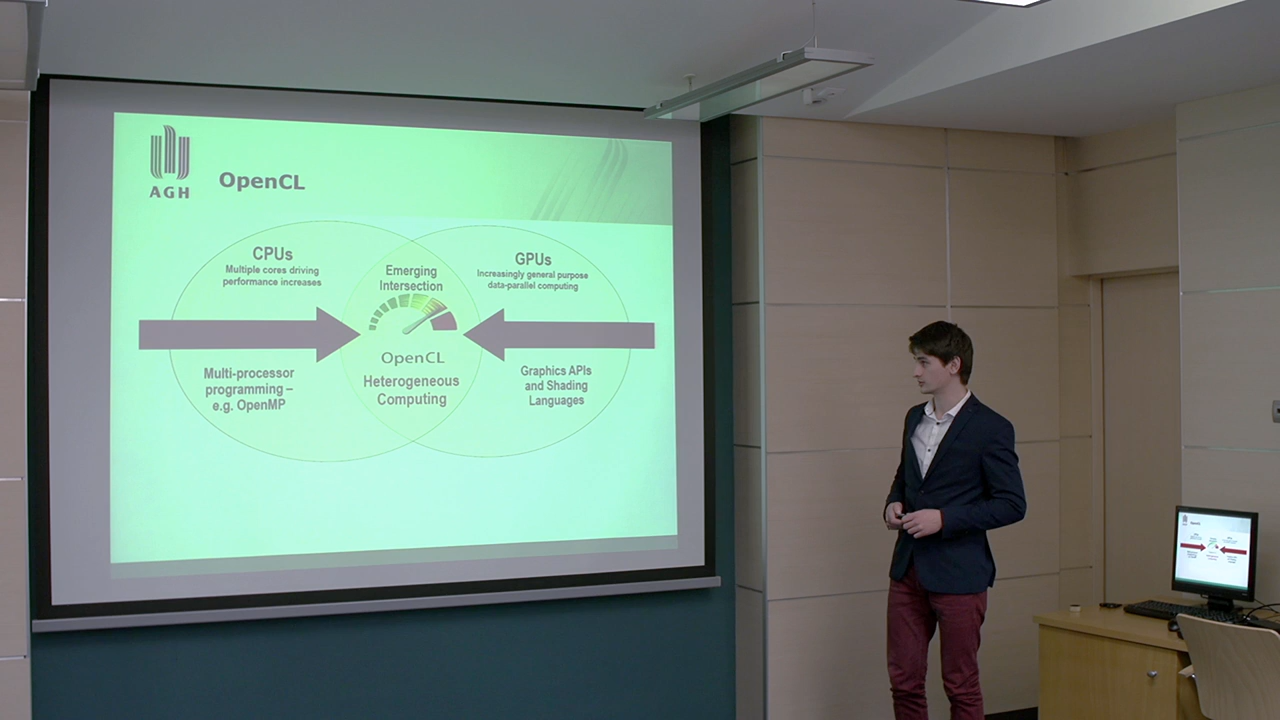 AGH
OpenCL
CPUs
Multiple cores driving
performance increases
Emerging
Intersection
GPUs
Increasingly general purpose
data-parallel computing
OpenCL
Heterogeneous
Computing
Multi-processor
programming –
e.g. OpenMP
Graphics APIs
and Shading
Languages
OpenCL